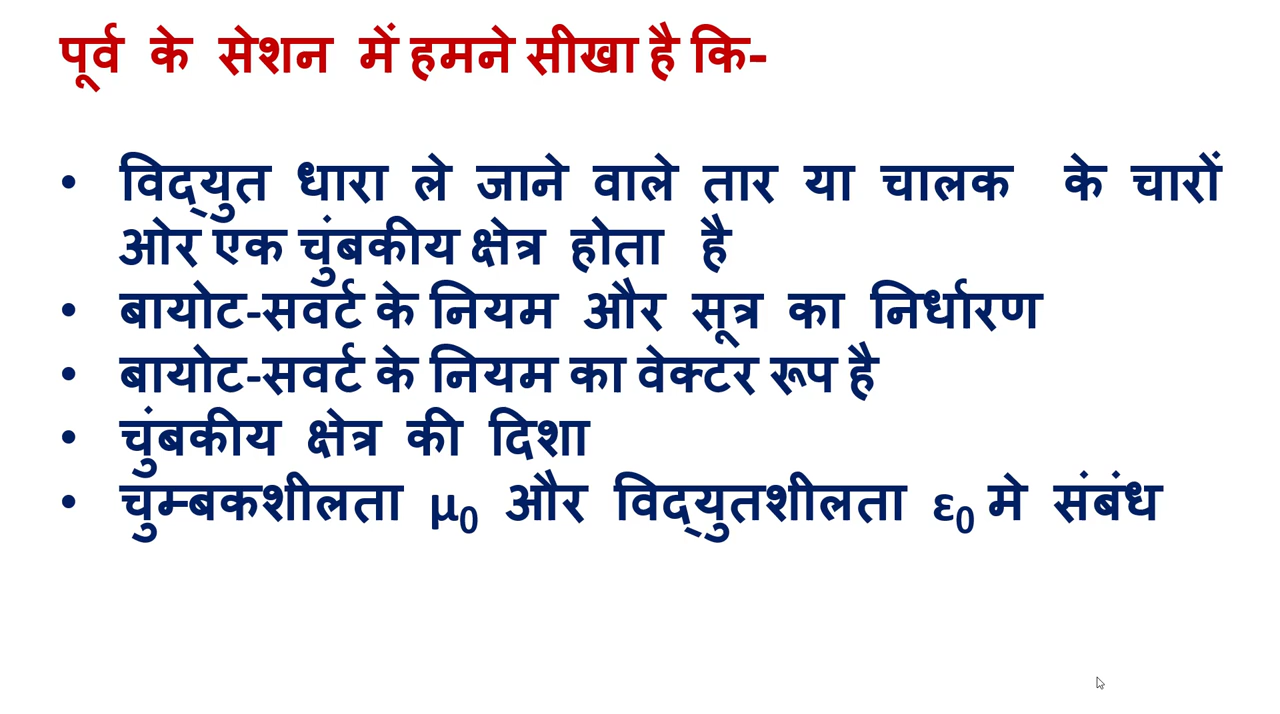 पूर्व के सेशन में हमने सीखा है कि-
• विद्‌युत धारा ले जाने वाले तार या चालक के चारों
ओर एक चुंबकीय क्षेत्र होता है
• बायोट-सवर्ट के नियम और सूत्र का निर्धारण
• बायोट-सवर्ट के नियम का वेक्टर रूप है
• चुंबकीय क्षेत्र की दिशा
• चुम्बकशीलता μ₀ और विद्‌युतशीलता ε₀ मे संबंध